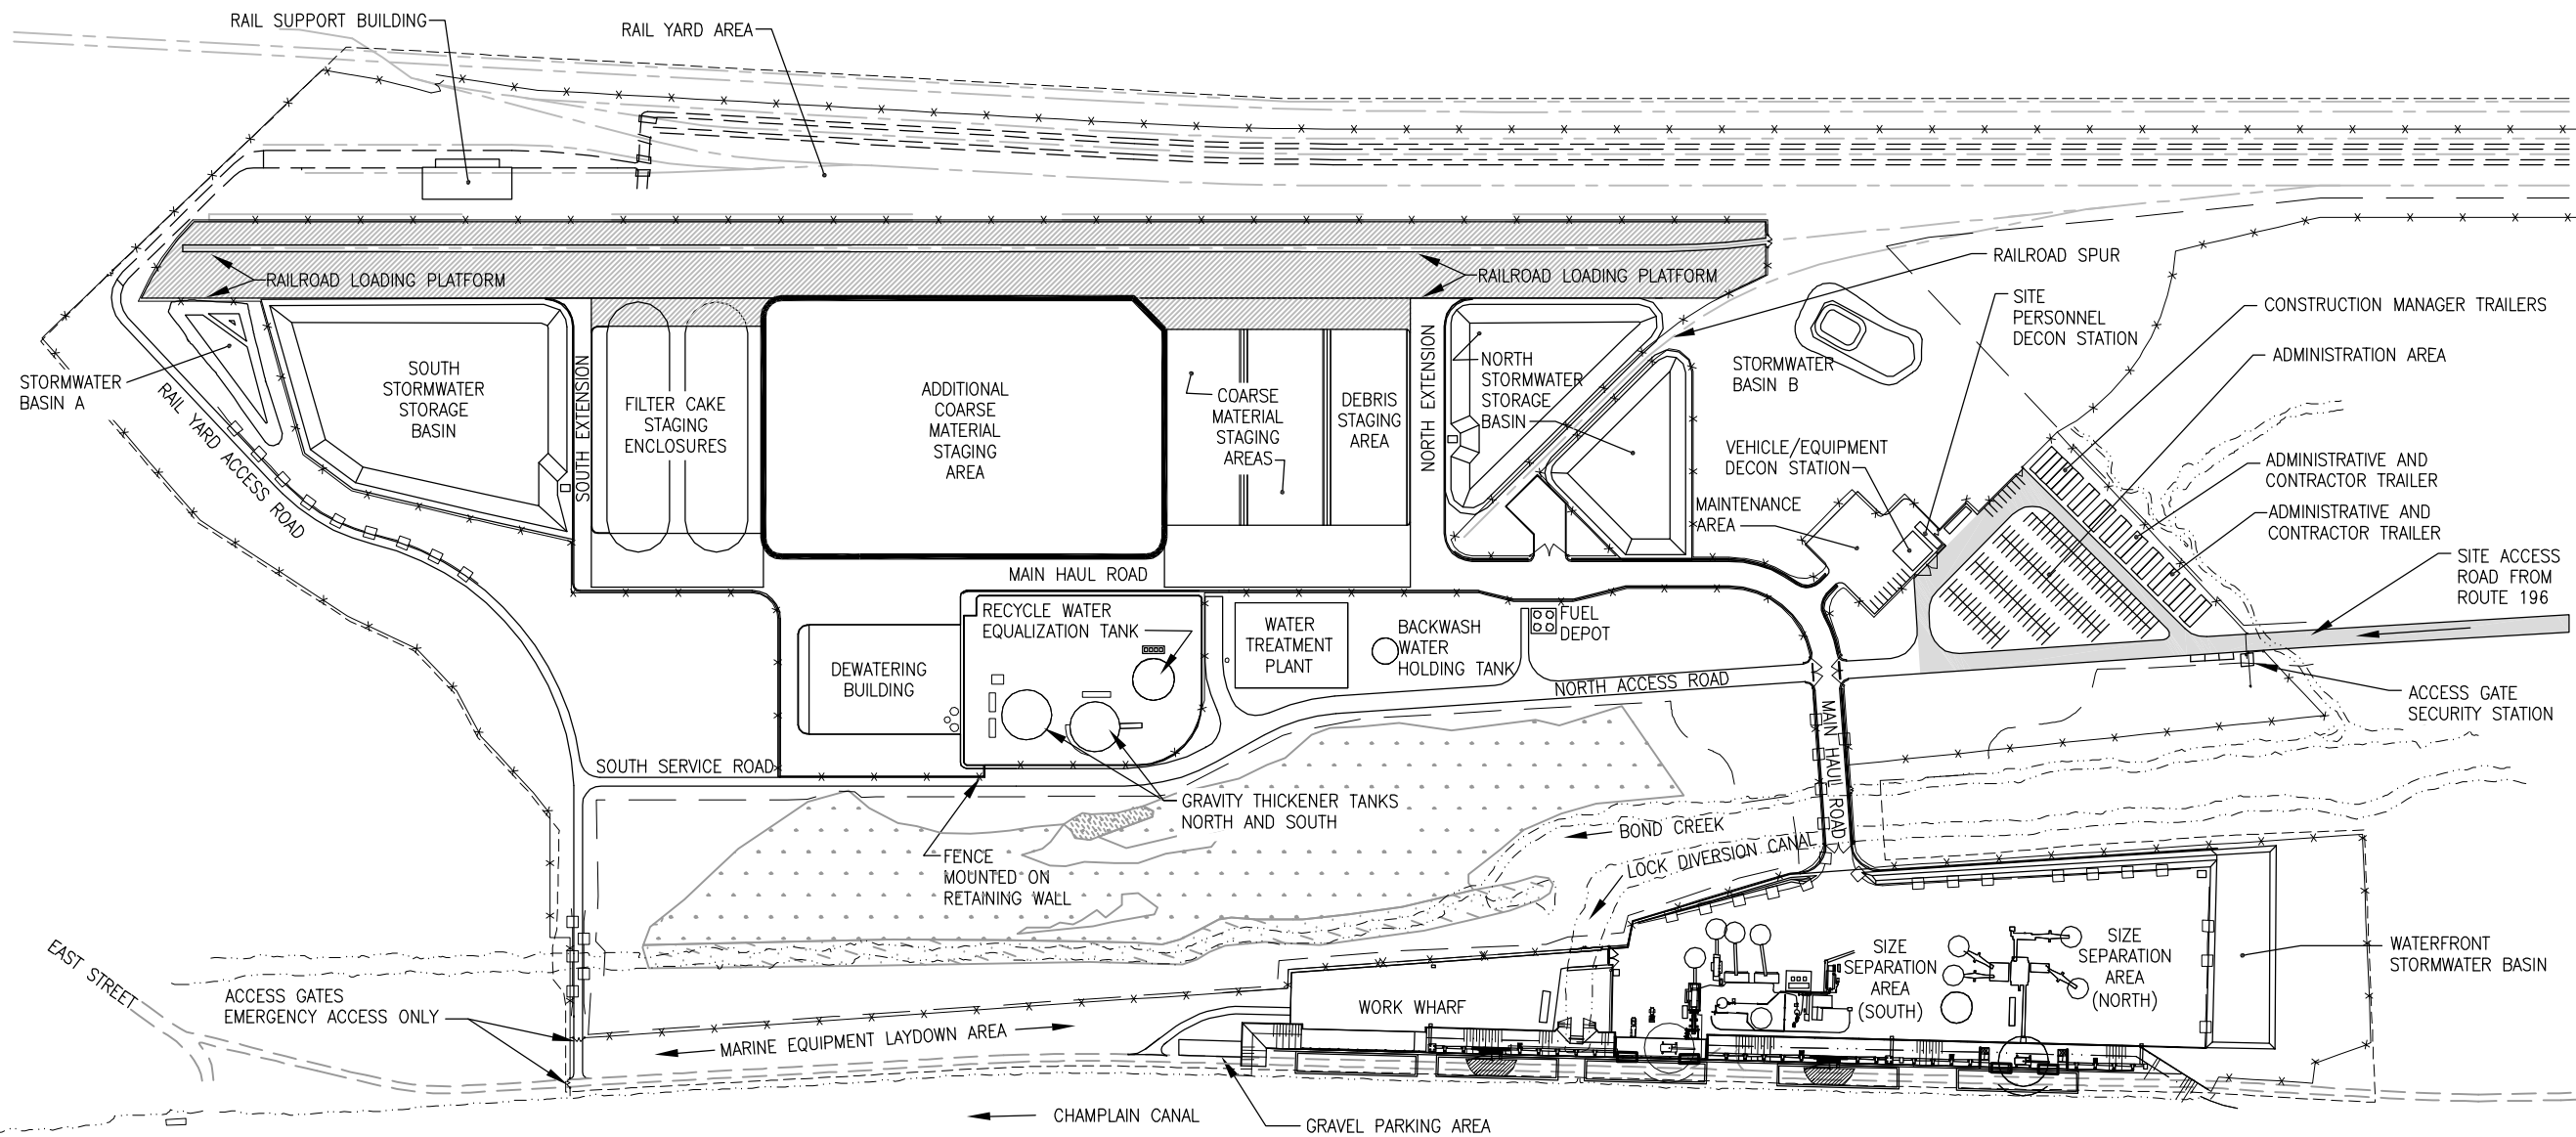 RAIL SUPPORT BUILDING
RAIL YARD AREA
RAILROAD LOADING PLATFORM
RAILROAD LOADING PLATFORM
RAILROAD SPUR
SITE
PERSONNEL
DECON STATION
CONSTRUCTION MANAGER TRAILERS
ADMINISTRATION AREA
STORMWATER
BASIN A
RAIL YARD ACCESS ROAD
SOUTH
STORMWATER
STORAGE
BASIN
SOUTH EXTENSION
FILTER CAKE
STAGING
ENCLOSURES
ADDITIONAL
COARSE
MATERIAL
STAGING
AREA
COARSE
MATERIAL
STAGING
AREAS
DEBRIS
STAGING
AREA
NORTH EXTENSION
NORTH
STORMWATER
STORAGE
BASIN
STORMWATER
BASIN B
VEHICLE/EQUIPMENT
DECON STATION
MAINTENANCE
AREA
ADMINISTRATIVE AND
CONTRACTOR TRAILER
ADMINISTRATIVE AND
CONTRACTOR TRAILER
SITE ACCESS
ROAD FROM
ROUTE 196
MAIN HAUL ROAD
RECYCLE WATER
EQUALIZATION TANK
DEWATERING
BUILDING
WATER
TREATMENT
PLANT
BACKWASH
WATER
HOLDING TANK
FUEL
DEPOT
NORTH ACCESS ROAD
MAIN HAUL ROAD
ACCESS GATE
SECURITY STATION
SOUTH SERVICE ROAD
GRAVITY THICKENER TANKS
NORTH AND SOUTH
FENCE
MOUNTED ON
RETAINING WALL
BOND CREEK
LOCK DIVERSION CANAL
EAST STREET
ACCESS GATES
EMERGENCY ACCESS ONLY
MARINE EQUIPMENT LAYDOWN AREA
WORK WHARF
SIZE
SEPARATION
AREA
(SOUTH)
SIZE
SEPARATION
AREA
(NORTH)
WATERFRONT
STORMWATER BASIN
CHAMPLAIN CANAL
GRAVEL PARKING AREA